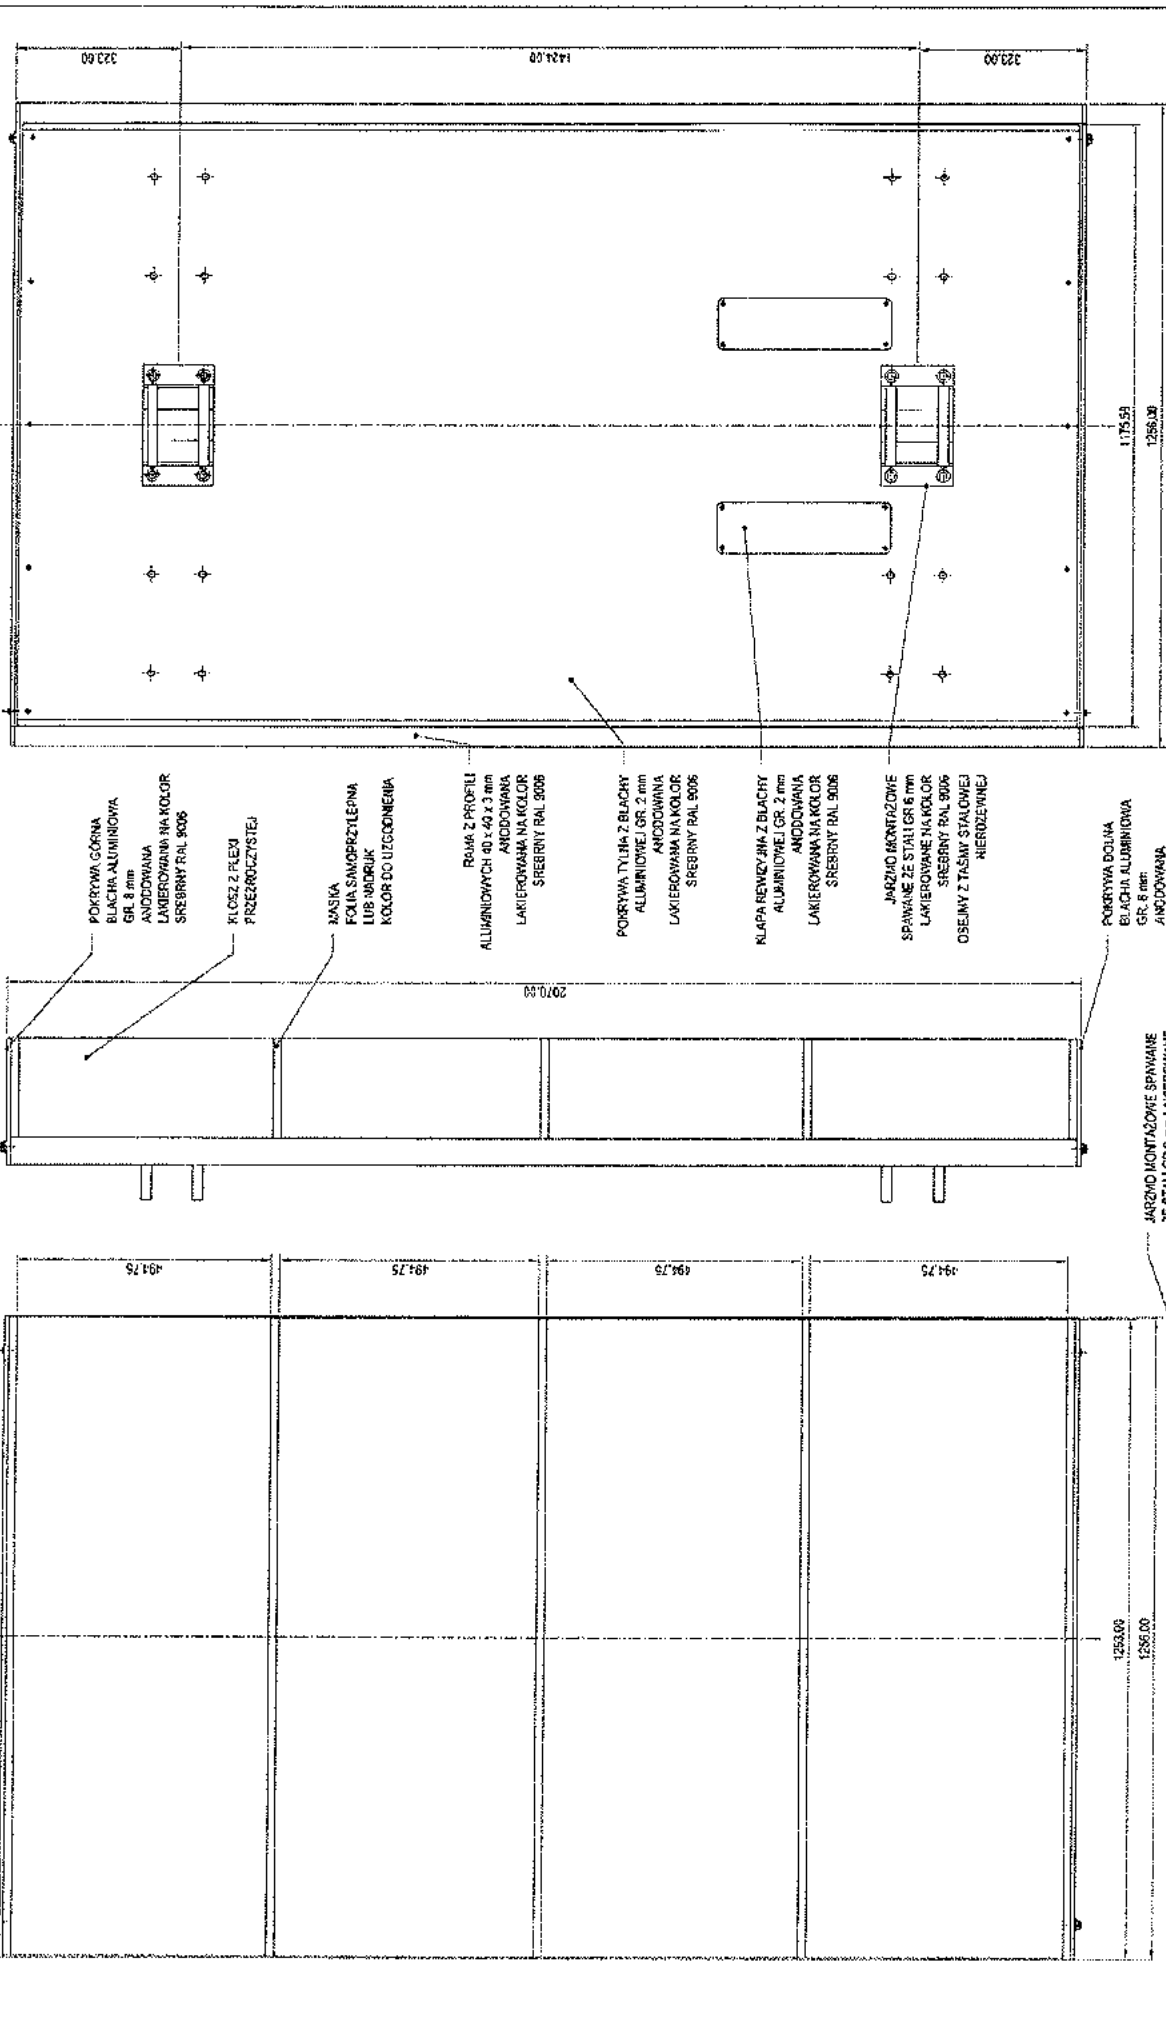 323.00
1424.00
323.00
1175.59
1256,00
POKRYWA GÓRNA
BLACHA ALUMINIOWA
GR. 8 mm
ANODOWANA
LAKIEROWANA NA KOLOR
SREBRNY RAL 9006
KLOSZ Z PLEXI
PRZEŹROCZYSTEJ
MASKA
FOLIA SAMOPRZYLEPNA
LUB NADRUK
KOLOR DO UZGODNIENIA
RAMA Z PROFILI
ALUMINIOWYCH 40 x 40 x 3 mm
ANODOWANA
LAKIEROWANA NA KOLOR
SREBRNY RAL 9006
POKRYWA TYLNA Z BLACHY
ALUMINIOWEJ GR. 2 mm
ANODOWANA
LAKIEROWANA NA KOLOR
SREBRNY RAL 9006
KLAPA REWIZYJNA Z BLACHY
ALUMINIOWEJ GR. 2 mm
ANODOWANA
LAKIEROWANA NA KOLOR
SREBRNY RAL 9006
JARZMO MONTAŻOWE
SPAWANE ZE STALI GR 6 mm
LAKIEROWANE NA KOLOR
SREBRNY RAL 9006
OBEJMY Z TAŚMY STALOWEJ
NIERDZEWNEJ
POKRYWA DOLNA
BLACHA ALUMINIOWA
GR. 8 mm
ANODOWANA
2070.00
JARZMO MONTAŻOWE SPAWANE
494.75
494.75
494.75
494.75
1253,00
1256,00